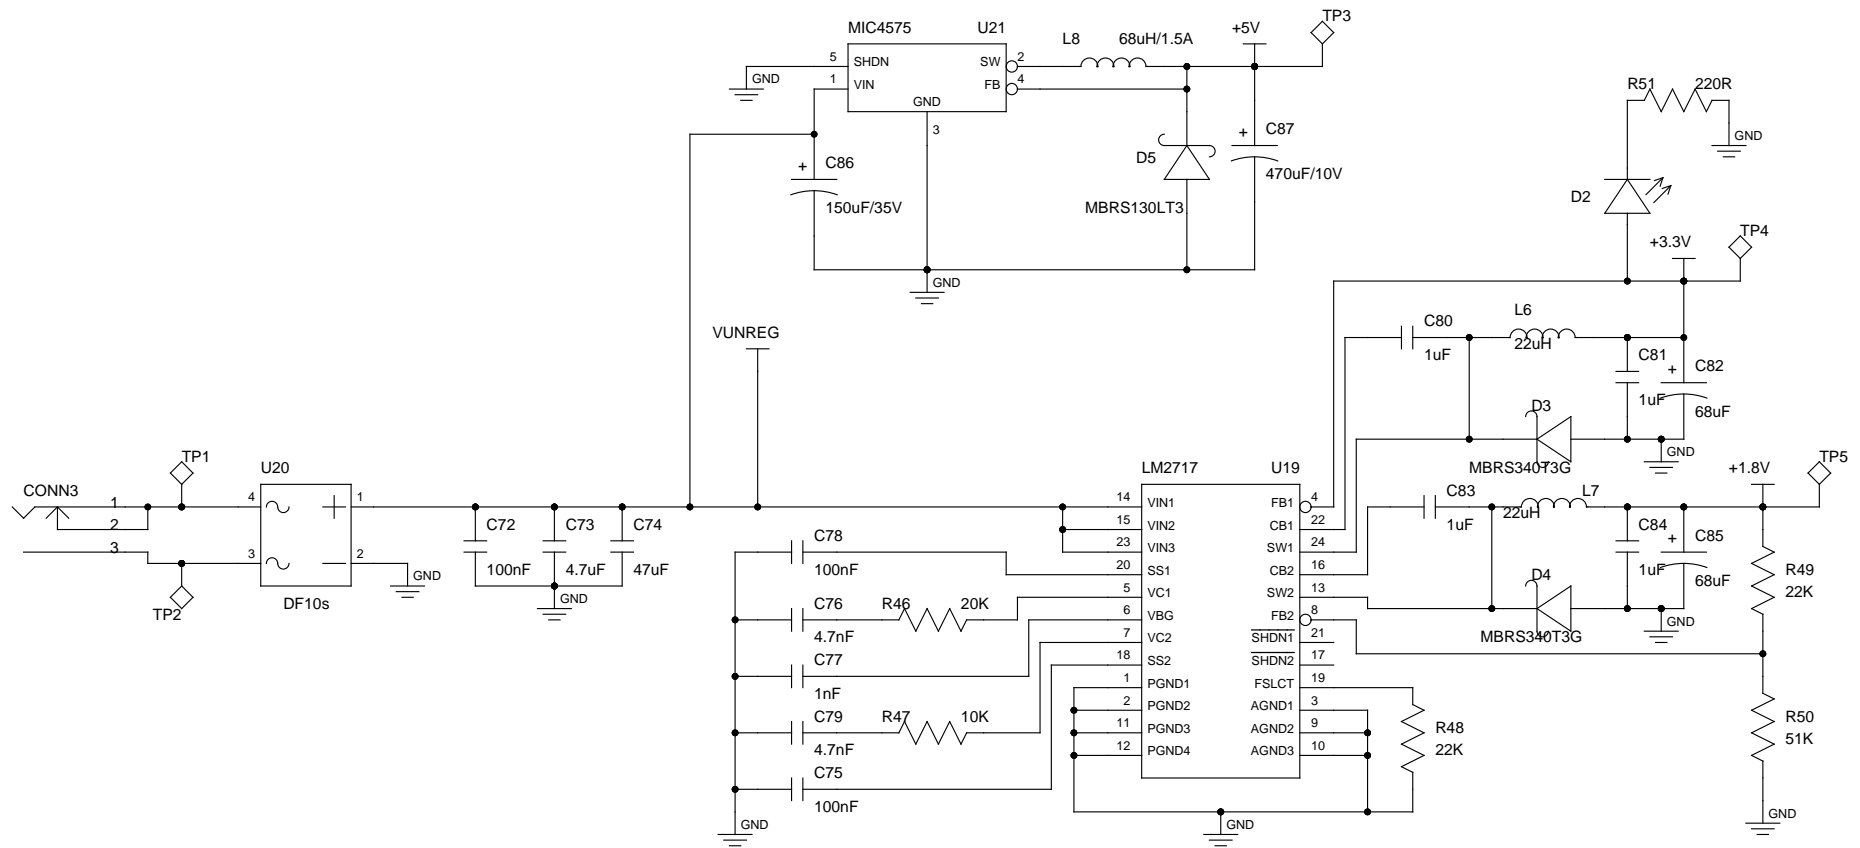 TP3
MIC4575 U21
L8 68uH/1.5A
+5V
5 SHDN SW 2
1 VIN FB 4
GND
GND
3
C86
+
150uF/35V
D5
MBRS130LT3
+
C87
470uF/10V
GND
R51 220R
GND
D2
+3.3V
TP4
VUNREG
C80
1uF
L6
22uH
C81
1uF
+
C82
68uF
D3
MBRS340T3G
GND
CONN3
1
2
3
TP1
TP2
U20
4 1
3 2
DF10s
GND
C72
100nF
C73
4.7uF
C74
47uF
GND
LM2717 U19
14 VIN1 FB1 4
15 VIN2 CB1 22
23 VIN3 SW1 24
20 SS1 CB2 16
5 VC1 SW2 13
6 VBG FB2 8
7 VC2 SHDN1 21
18 SS2 SHDN2 17
1 PGND1 FSLCT 19
2 PGND2 AGND1 3
11 PGND3 AGND2 9
12 PGND4 AGND3 10
C78
100nF
C76
4.7nF
R46 20K
C77
1nF
C79
4.7nF
R47 10K
C75
100nF
GND
GND
R48
22K
C83
1uF
L7
22uH
C84
1uF
+
C85
68uF
D4
MBRS340T3G
GND
+1.8V
TP5
R49
22K
R50
51K
GND